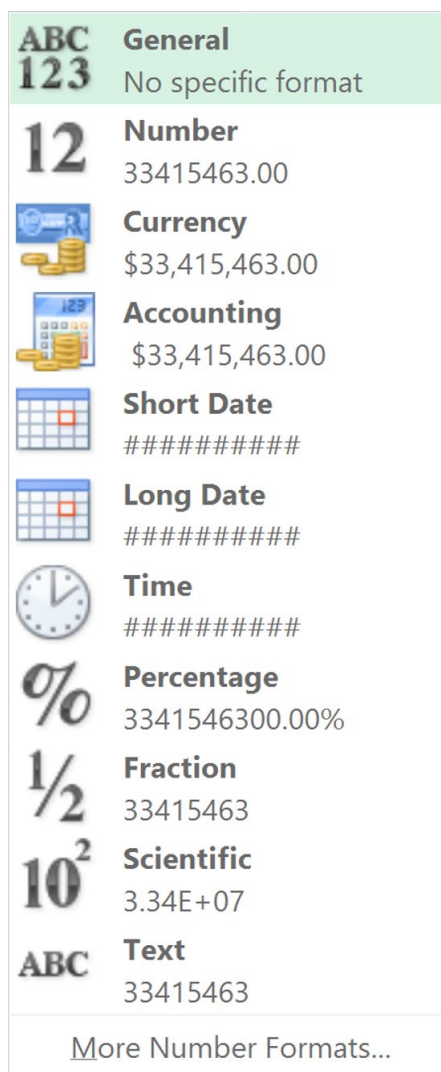 ABC General
123 No specific format
12 Number
33415463.00
Currency
$33,415,463.00
123 Accounting
$33,415,463.00
Short Date
##########
Long Date
##########
Time
##########
% Percentage
3341546300.00%
1/2 Fraction
33415463
10² Scientific
3.34E+07
ABC Text
33415463
More Number Formats...